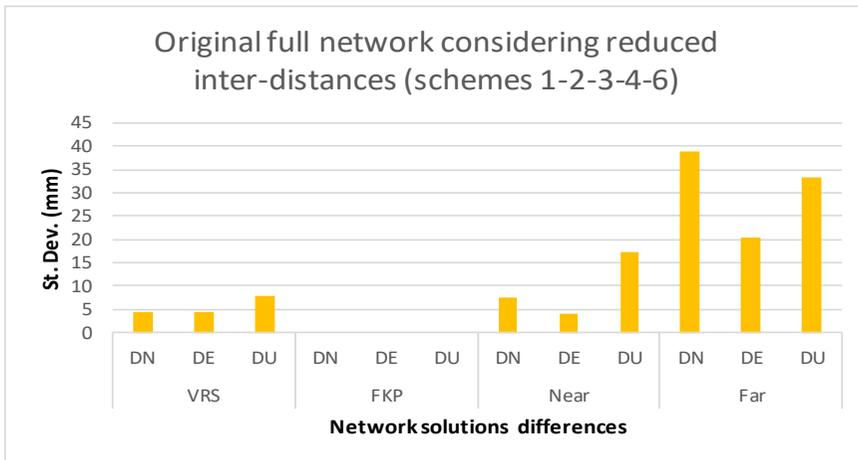 Original full network considering reduced
inter-distances (schemes 1-2-3-4-6)
45
40
35
30
25
20
15
10
5
0
St. Dev. (mm)
DN DE DU DN DE DU DN DE DU DN DE DU
VRS FKP Near Far
Network solutions differences